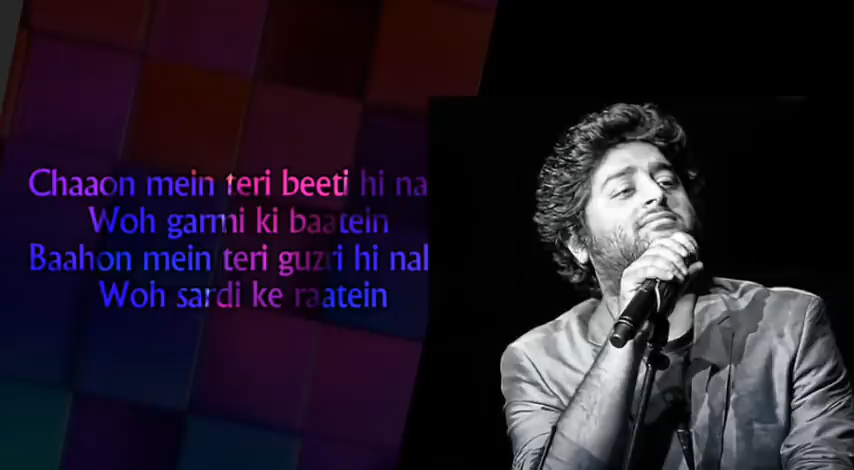 Chaaon mein teri beeti hi na
Woh garmi ki baatein
Baahon mein teri guzri hi nal
Woh sardi ke raatein